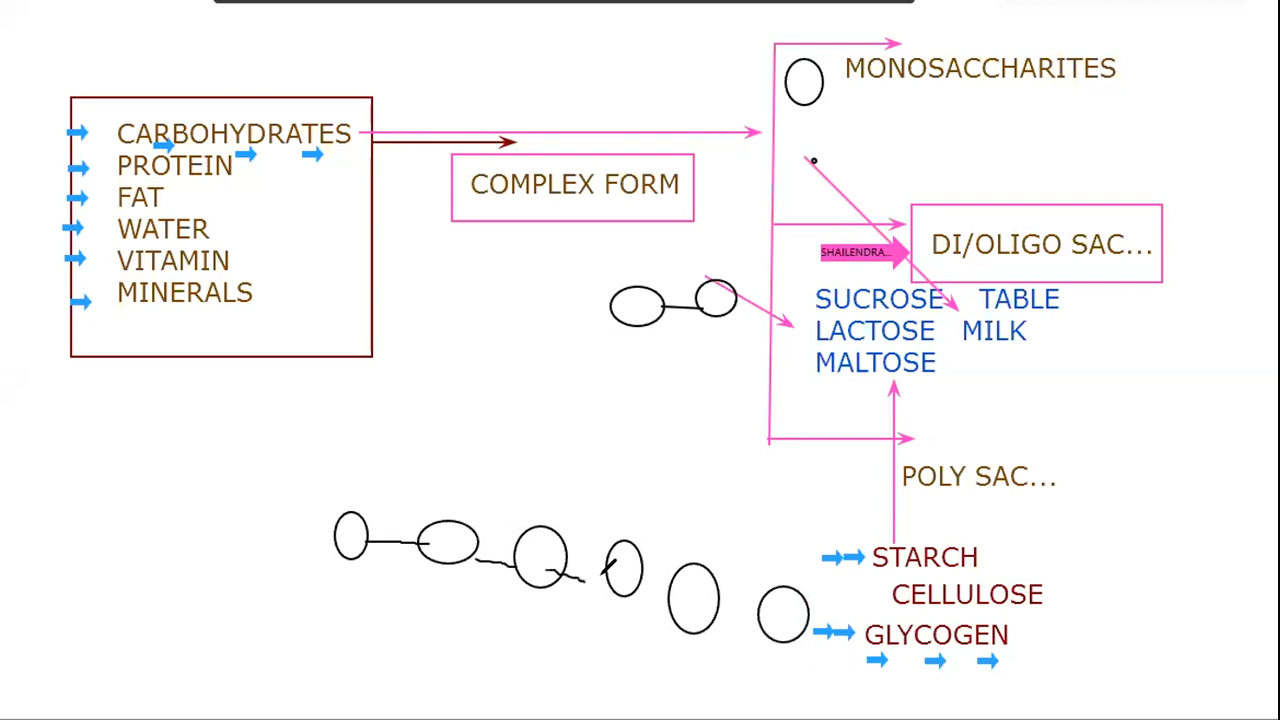 CARBOHYDRATES
PROTEIN
FAT
WATER
VITAMIN
MINERALS
COMPLEX FORM
MONOSACCHARITES
SHAILENDRA...
DI/OLIGO SAC...
SUCROSE TABLE
LACTOSE MILK
MALTOSE
POLY SAC...
STARCH
CELLULOSE
GLYCOGEN